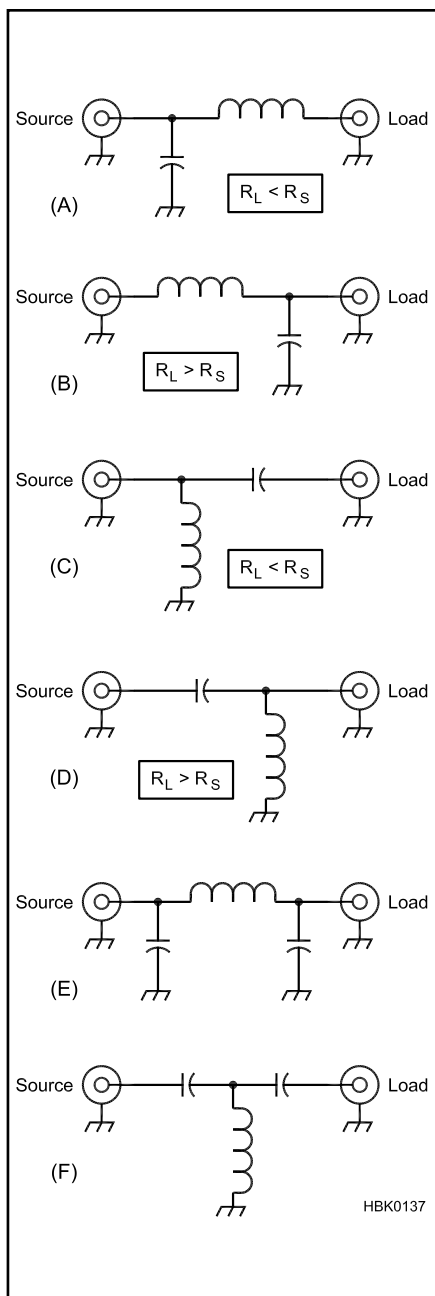 Source Load
(A) R_L < R_S
Source Load
(B) R_L > R_S
Source Load
(C) R_L < R_S
Source Load
(D) R_L > R_S
Source Load
(E)
Source Load
(F)
HBK0137